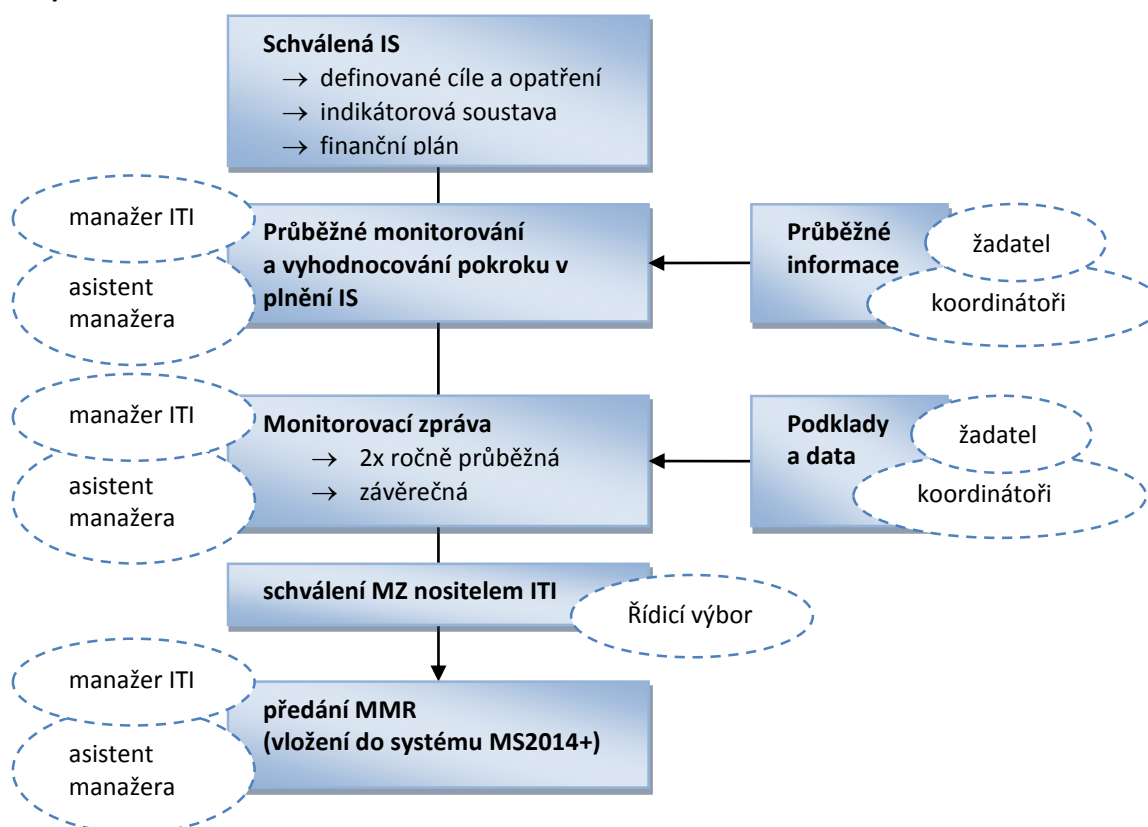 Schválená IS
→ definované cíle a opatření
→ indikátorová soustava
→ finanční plán
manažer ITI
asistent
manažera
Průběžné monitorování
a vyhodnocování pokroku v
plnění IS
Průběžné
informace
žadatel
koordinátoři
manažer ITI
asistent
manažera
Monitorovací zpráva
→ 2x ročně průběžná
→ závěrečná
Podklady
a data
žadatel
koordinátoři
schválení MZ nositelem ITI
Řídicí výbor
manažer ITI
asistent
manažera
předání MMR
(vložení do systému MS2014+)